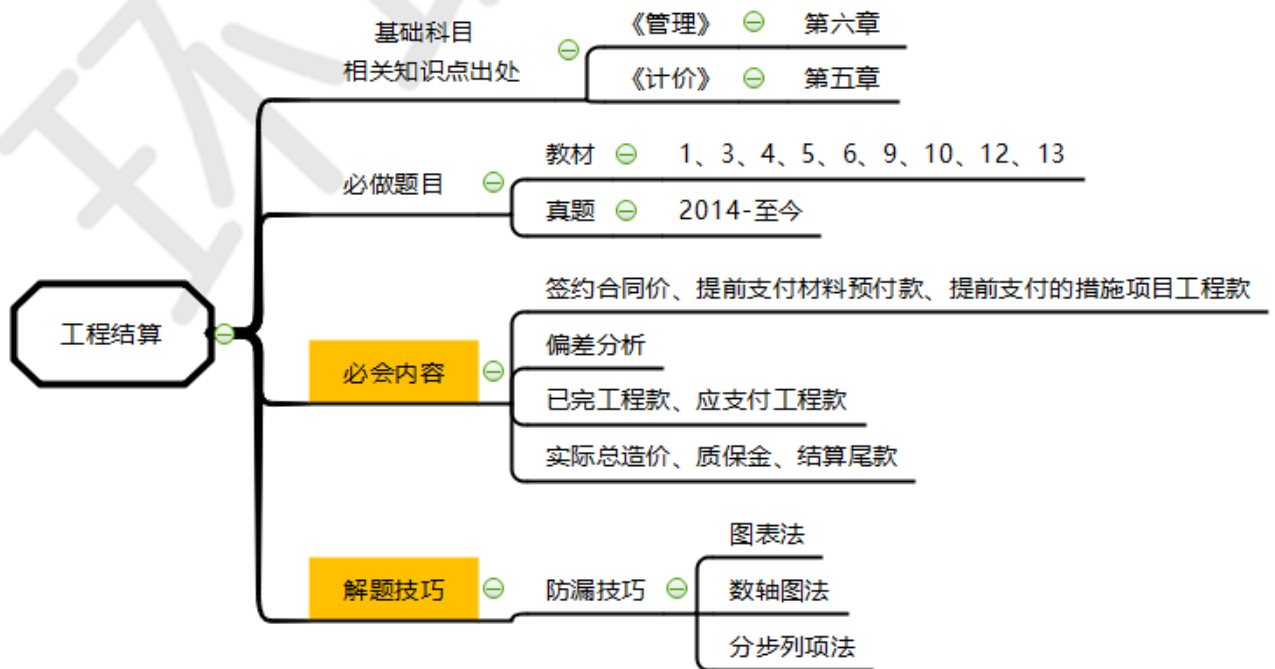 基础科目
相关知识点出处
《管理》 第六章
《计价》 第五章
必做题目
教材 1、3、4、5、6、9、10、12、13
真题 2014-至今
工程结算
必会内容
签约合同价、提前支付材料预付款、提前支付的措施项目工程款
偏差分析
已完工程款、应支付工程款
实际总造价、质保金、结算尾款
解题技巧
防漏技巧
图表法
数轴图法
分步列项法